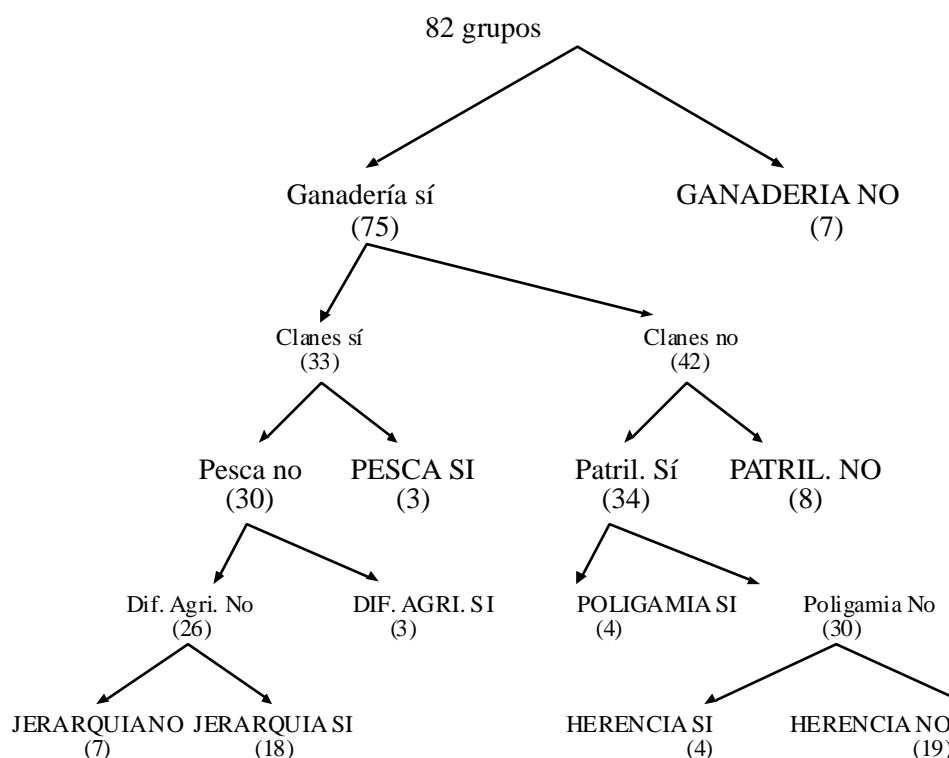 82 grupos
Ganadería sí GANADERIA NO
(75) (7)
Clanes sí Clanes no
(33) (42)
Pesca no PESCA SI Patril. Sí PATRIL. NO
(30) (3) (34) (8)
Dif. Agri. No DIF. AGRI. SI POLIGAMIA SI Poligamia No
(26) (3) (4) (30)
JERARQUIA NO JERARQUIA SI HERENCIA SI HERENCIA NO
(7) (18) (4) (19)